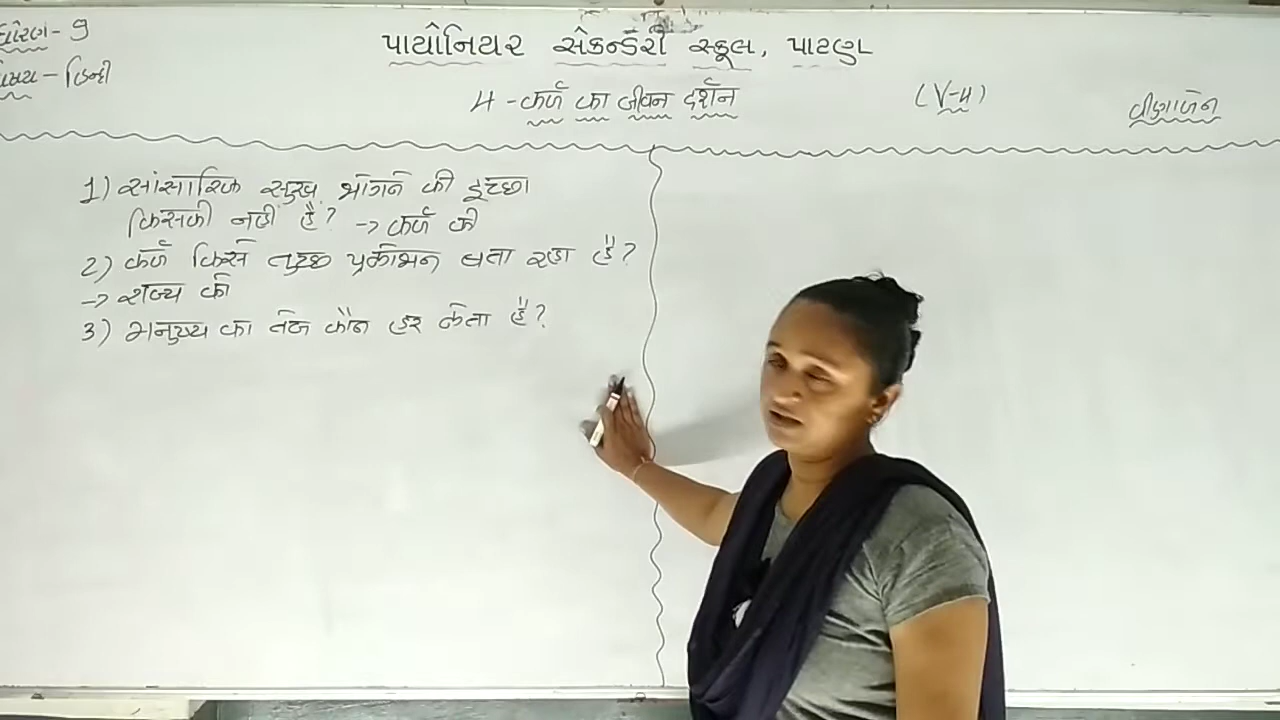 ધોરણ - 9
પાયોનિયર સેકન્ડરી સ્કૂલ, પાટણ
વિષય - હિન્દી
4 - कर्ण का जीवन दर्शन
(V-4)
વીણાબેન
1) सांसारिक सुख भोगने की इच्छा
किसकी नही है? -> कर्ण की
2) कर्ण किसे तुच्छ प्रलोभन बता रहा है?
-> राज्य को
3) मनुष्य का तेज कौन हर लेता है?